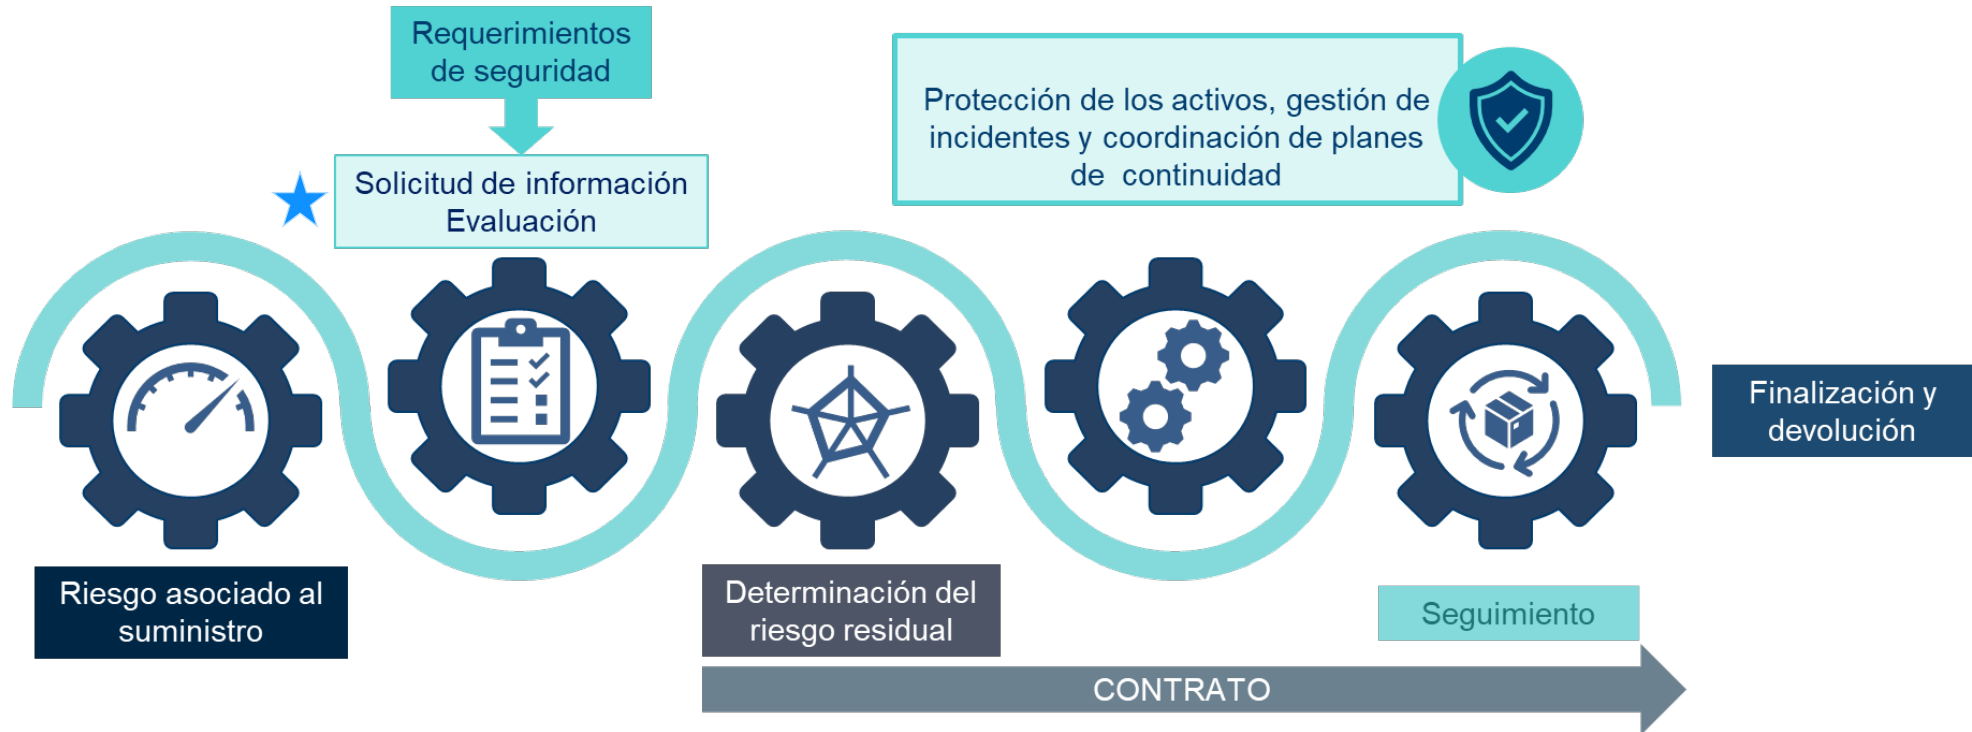 Requerimientos
de seguridad
Solicitud de información
Evaluación
Protección de los activos, gestión de
incidentes y coordinación de planes
de continuidad
Riesgo asociado al
suministro
Determinación del
riesgo residual
Seguimiento
Finalización y
devolución
CONTRATO